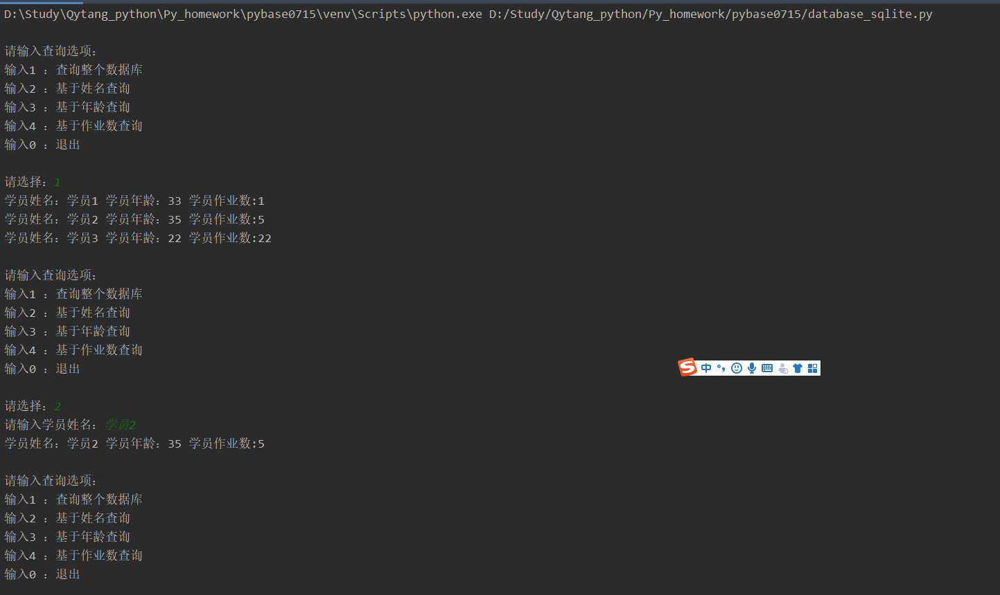 D:\Study\Qytang_python\Py_homework\pybase0715\venv\Scripts\python.exe D:/Study/Qytang_python/Py_homework/pybase0715/database_sqlite.py
请输入查询选项：
输入1 ：查询整个数据库
输入2 ：基于姓名查询
输入3 ：基于年龄查询
输入4 ：基于作业数查询
输入0 ：退出
请选择：1
学员姓名：学员1 学员年龄：33 学员作业数:1
学员姓名：学员2 学员年龄：35 学员作业数:5
学员姓名：学员3 学员年龄：22 学员作业数:22
请输入查询选项：
输入1 ：查询整个数据库
输入2 ：基于姓名查询
输入3 ：基于年龄查询
输入4 ：基于作业数查询
输入0 ：退出
中
请选择：2
请输入学员姓名：学员2
学员姓名：学员2 学员年龄：35 学员作业数:5
请输入查询选项：
输入1 ：查询整个数据库
输入2 ：基于姓名查询
输入3 ：基于年龄查询
输入4 ：基于作业数查询
输入0 ：退出